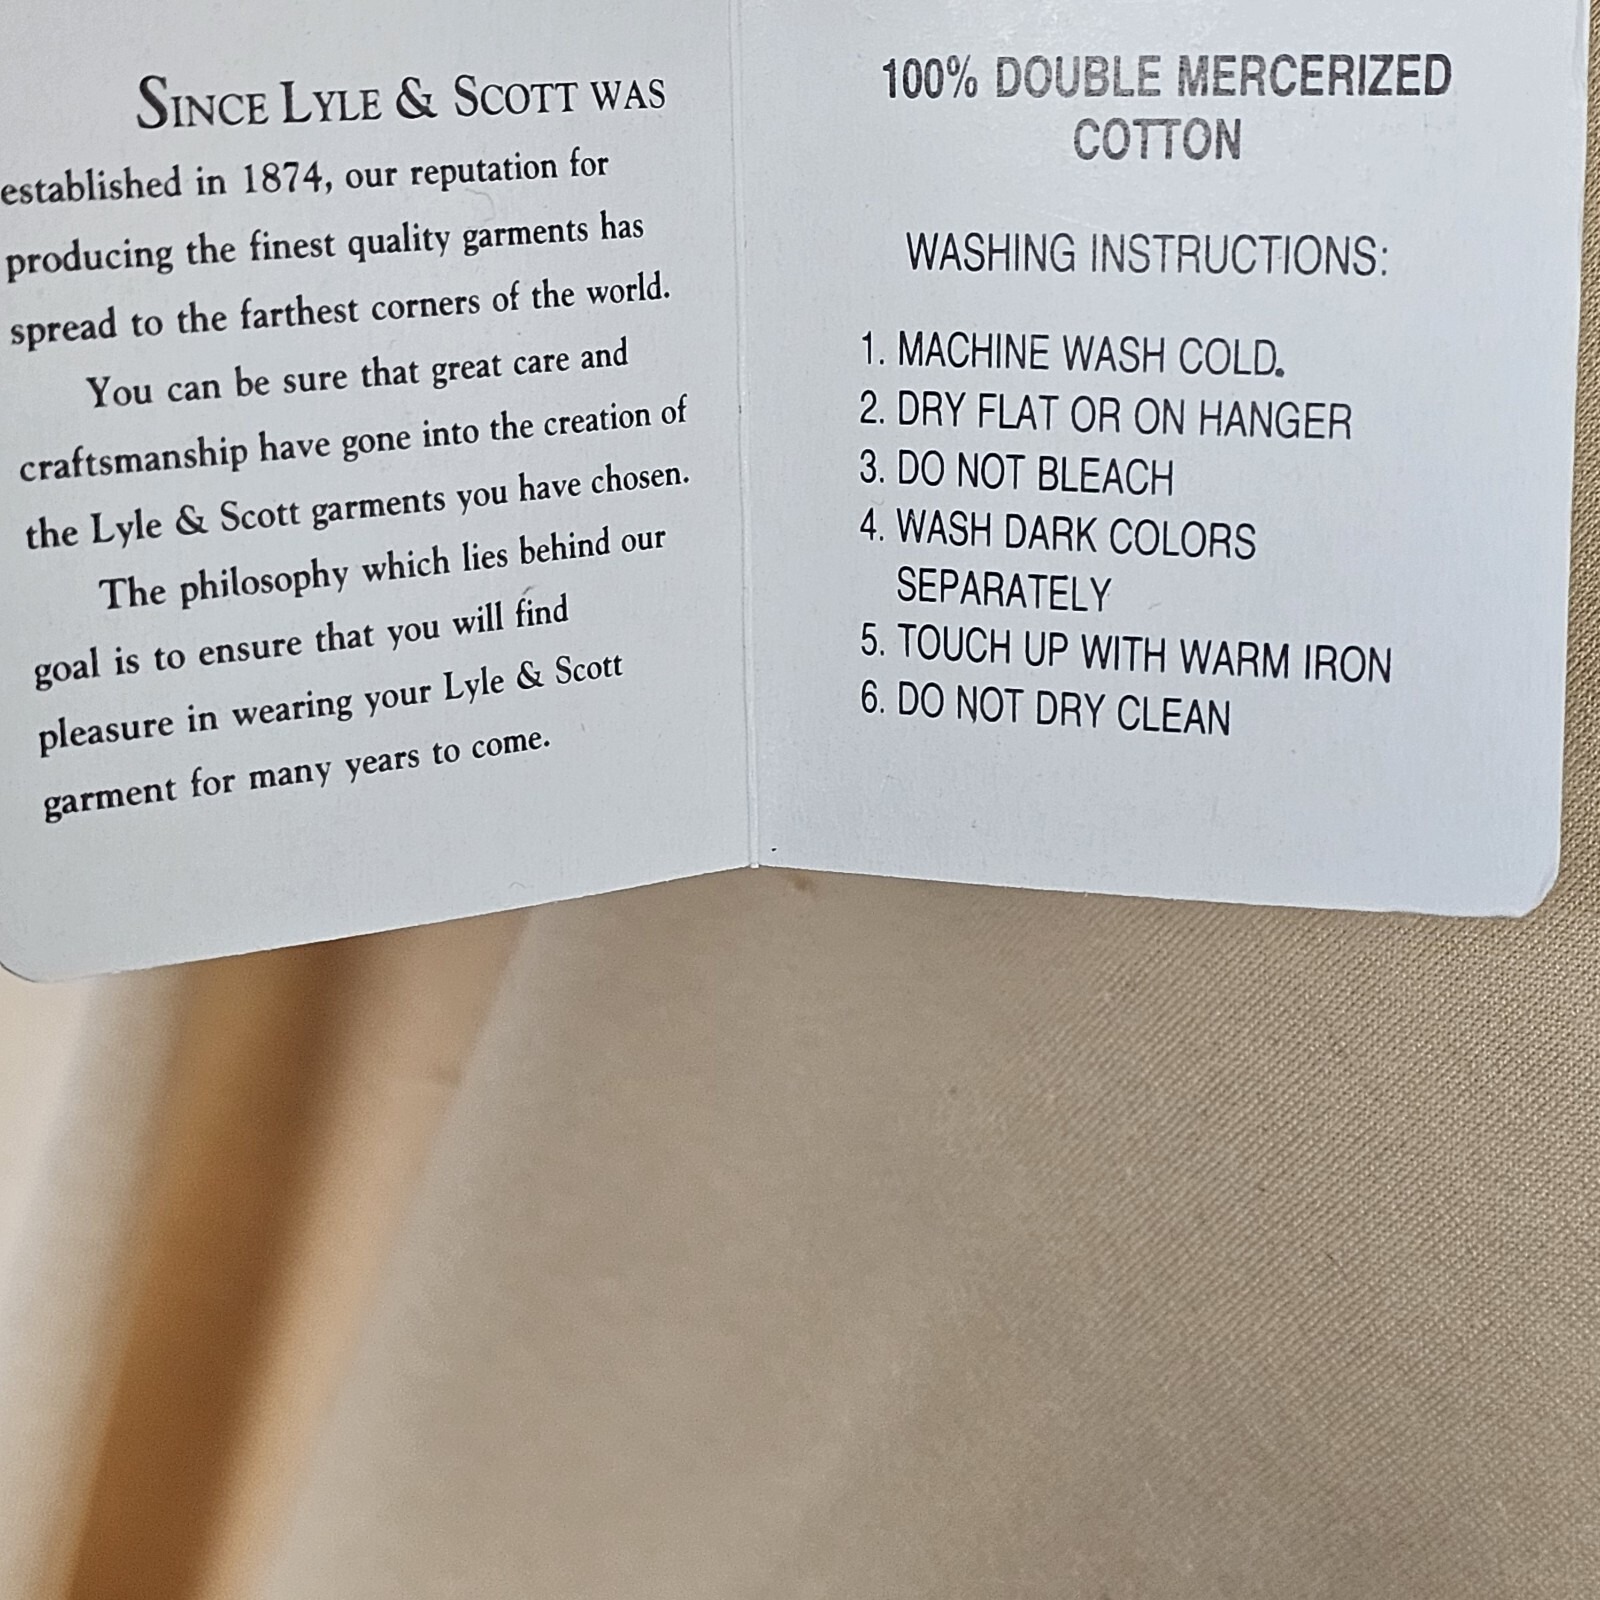 SINCE LYLE & SCOTT WAS
established in 1874, our reputation for
producing the finest quality garments has
spread to the farthest corners of the world.
You can be sure that great care and
craftsmanship have gone into the creation of
the Lyle & Scott garments you have chosen.
The philosophy which lies behind our
goal is to ensure that you will find
pleasure in wearing your Lyle & Scott
garment for many years to come.
100% DOUBLE MERCERIZED
COTTON
WASHING INSTRUCTIONS:
1. MACHINE WASH COLD.
2. DRY FLAT OR ON HANGER
3. DO NOT BLEACH
4. WASH DARK COLORS
SEPARATELY
5. TOUCH UP WITH WARM IRON
6. DO NOT DRY CLEAN